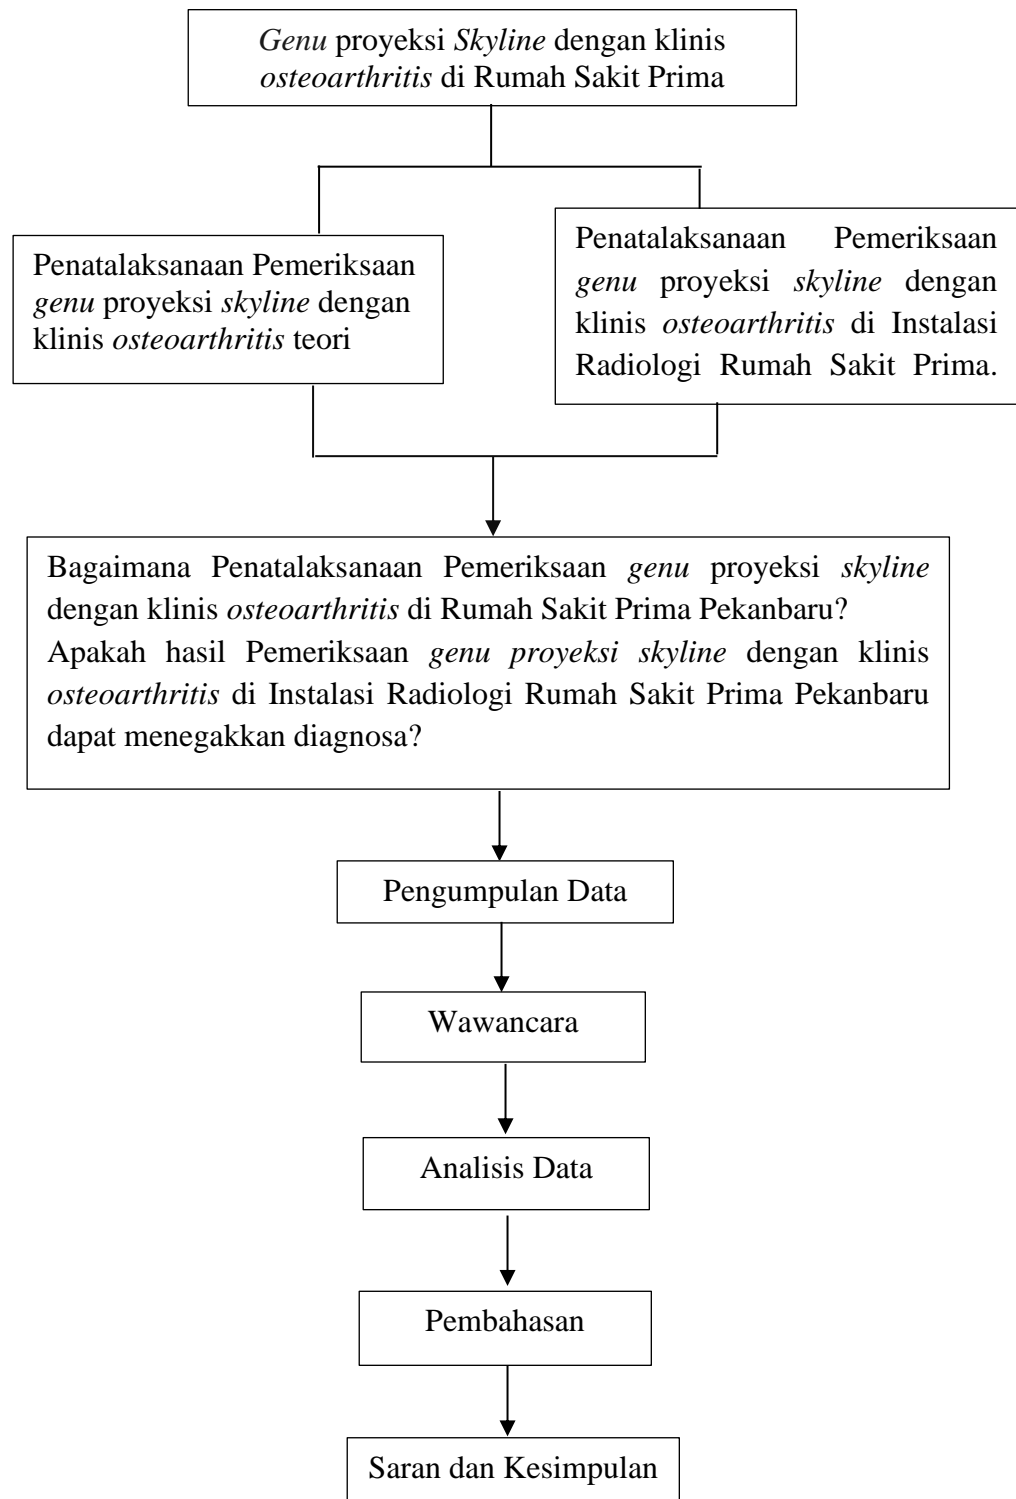 Genu proyeksi Skyline dengan klinis
osteoarthritis di Rumah Sakit Prima
Penatalaksanaan Pemeriksaan
genu proyeksi skyline dengan
klinis osteoarthritis teori
Penatalaksanaan Pemeriksaan
genu proyeksi skyline dengan
klinis osteoarthritis di Instalasi
Radiologi Rumah Sakit Prima.
Bagaimana Penatalaksanaan Pemeriksaan genu proyeksi skyline
dengan klinis osteoarthritis di Rumah Sakit Prima Pekanbaru?
Apakah hasil Pemeriksaan genu proyeksi skyline dengan klinis
osteoarthritis di Instalasi Radiologi Rumah Sakit Prima Pekanbaru
dapat menegakkan diagnosa?
Pengumpulan Data
Wawancara
Analisis Data
Pembahasan
Saran dan Kesimpulan